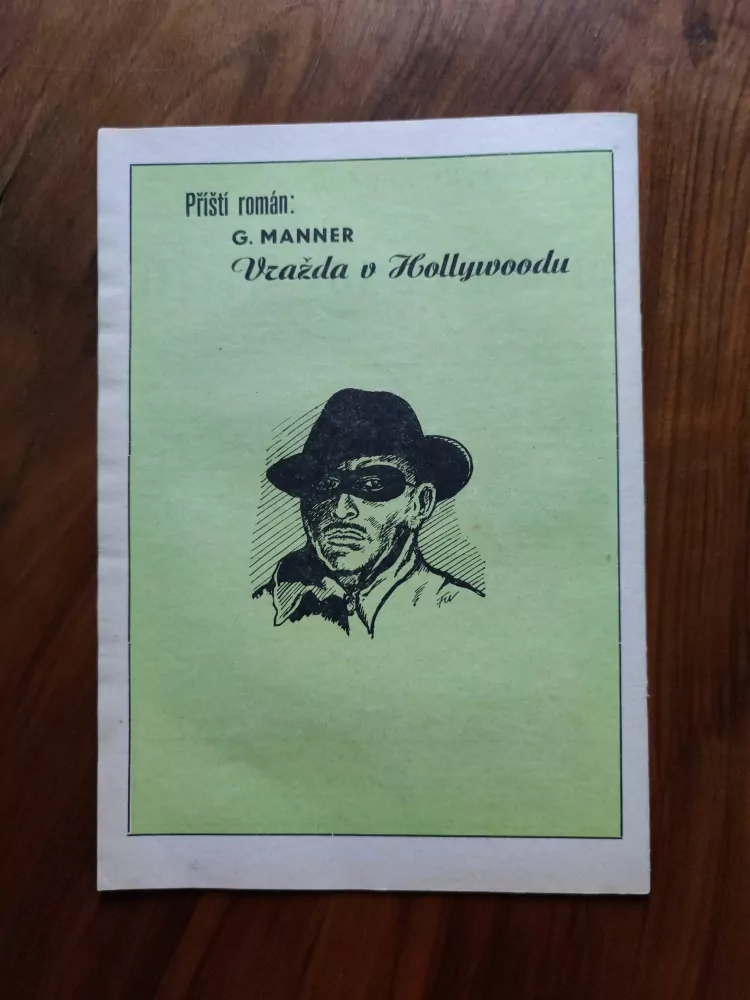 Příští román:
G. MANNER
Vražda v Hollywoodu